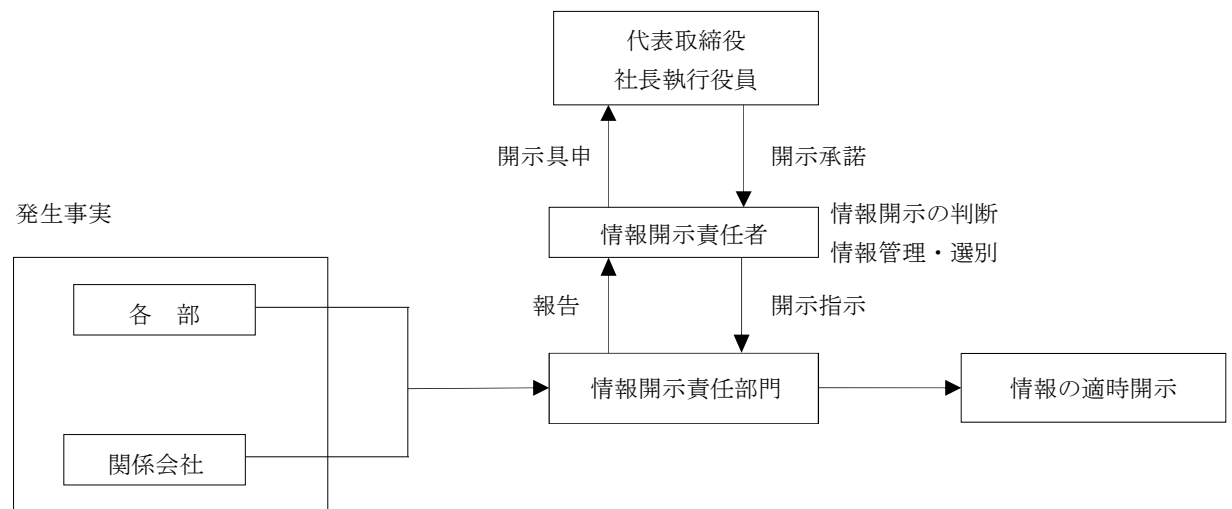 代表取締役
社長執行役員
開示具申
開示承諾
発生事実
情報開示責任者
情報開示の判断
情報管理・選別
各　部
報告
開示指示
情報開示責任部門
情報の適時開示
関係会社